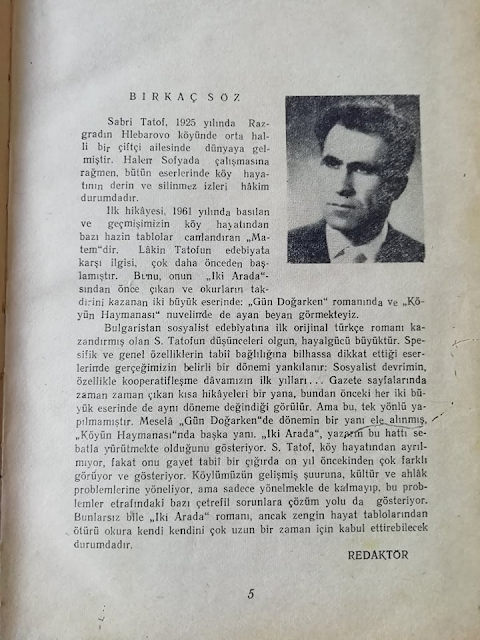 BİRKAÇ SÖZ
Sabri Tatof, 1925 yılında Raz-
gradın Hlebarovo köyünde orta hal-
li bir çiftçi ailesinde dünyaya gel-
miştir. Halen Sofyada çalışmasına
rağmen, bütün eserlerinde köy haya-
tının derin ve silinmez izleri hâkim
durumdadır.
İlk hikâyesi, 1961 yılında basılan
ve geçmişimizin köy hayatından
bazı hazin tablolar canlandıran „Ma-
tem“dir. Lâkin Tatofun edebiyata
karşı ilgisi, çok daha önceden baş-
lamıştır. Bunu, onun „İki Arada“-
sından önce çıkan ve okurların tak-
dirini kazanan iki büyük eserinde: „Gün Doğarken“ romanında ve „Kö-
yün Haymanası“ nuvelinde de ayan beyan görmekteyiz.
Bulgaristan sosyalist edebiyatına ilk orijinal türkçe romanı ka-
zandırmış olan S. Tatofun düşünceleri olgun, hayalgücü büyüktür. Spe-
sifik ve genel özelliklerin tabii bağlılığına bilhassa dikkat ettiği eser-
lerinde gerçeğimizin belirli bir dönemi yankılanır: Sosyalist devrimin,
özellikle kooperatifleşme dâvamızın ilk yılları... Gazete sayfalarında
zaman zaman çıkan kısa hikâyeleri bir yana, bundan önceki her iki bü-
yük eserinde de aynı döneme değindiği görülür. Ama bu, tek yönlü ya-
pılmamıştır. Meselâ „Gün Doğarken“de dönemin bir yanı ele alınmış,
„Köyün Haymanası“nda başka yanı. „İki Arada“, yazarın bu hattı se-
batla yürütmekte olduğunu gösteriyor. S. Tatof, köy hayatından ayrıl-
mıyor, fakat onu gayet tabii bir çığırda on yıl öncekinden çok farklı
görüyor ve gösteriyor. Köylümüzün gelişmiş şuuruna, kültür ve ahlâk
problemlerine yöneliyor, ama sadece yönelmekle de kalmayıp, bu prob-
lemler etrafındaki bazı çetrefil sorunlara çözüm yolu da gösteriyor.
Bunlarsız bile „İki Arada“ romanı, ancak zengin hayat tablolarından
ötürü okura kendi kendini çok uzun bir zaman için kabul ettirebilecek
durumdadır.
REDAKTÖR
5